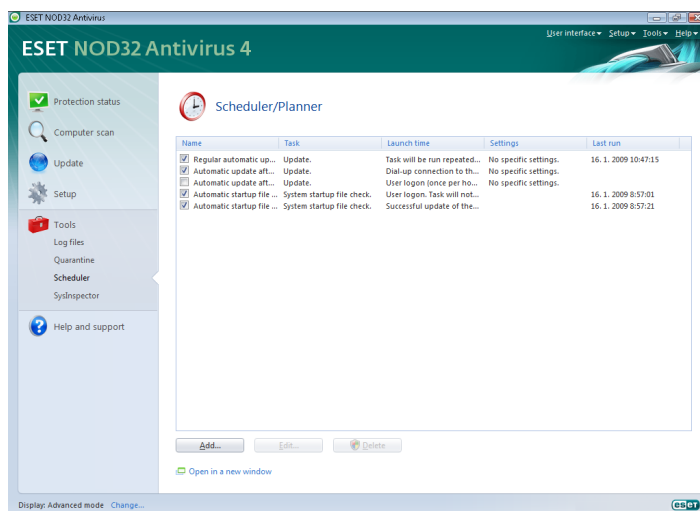 ESET NOD32 Antivirus
User interface Setup Tools Help
ESET NOD32 Antivirus 4
Protection status
Computer scan
Update
Setup
Tools
Log files
Quarantine
Scheduler
SysInspector
Help and support
Scheduler/Planner
Name Task Launch time Settings Last run
Regular automatic up... Update. Task will be run repeated... No specific settings. 16. 1. 2009 10:47:15
Automatic update aft... Update. Dial-up connection to th... No specific settings.
Automatic update aft... Update. User logon (once per ho... No specific settings.
Automatic startup file ... System startup file check. User logon. Task will not... 16. 1. 2009 8:57:01
Automatic startup file ... System startup file check. Successful update of the... 16. 1. 2009 8:57:21
Add... Edit... Delete
Open in a new window
Display: Advanced mode Change...
eset